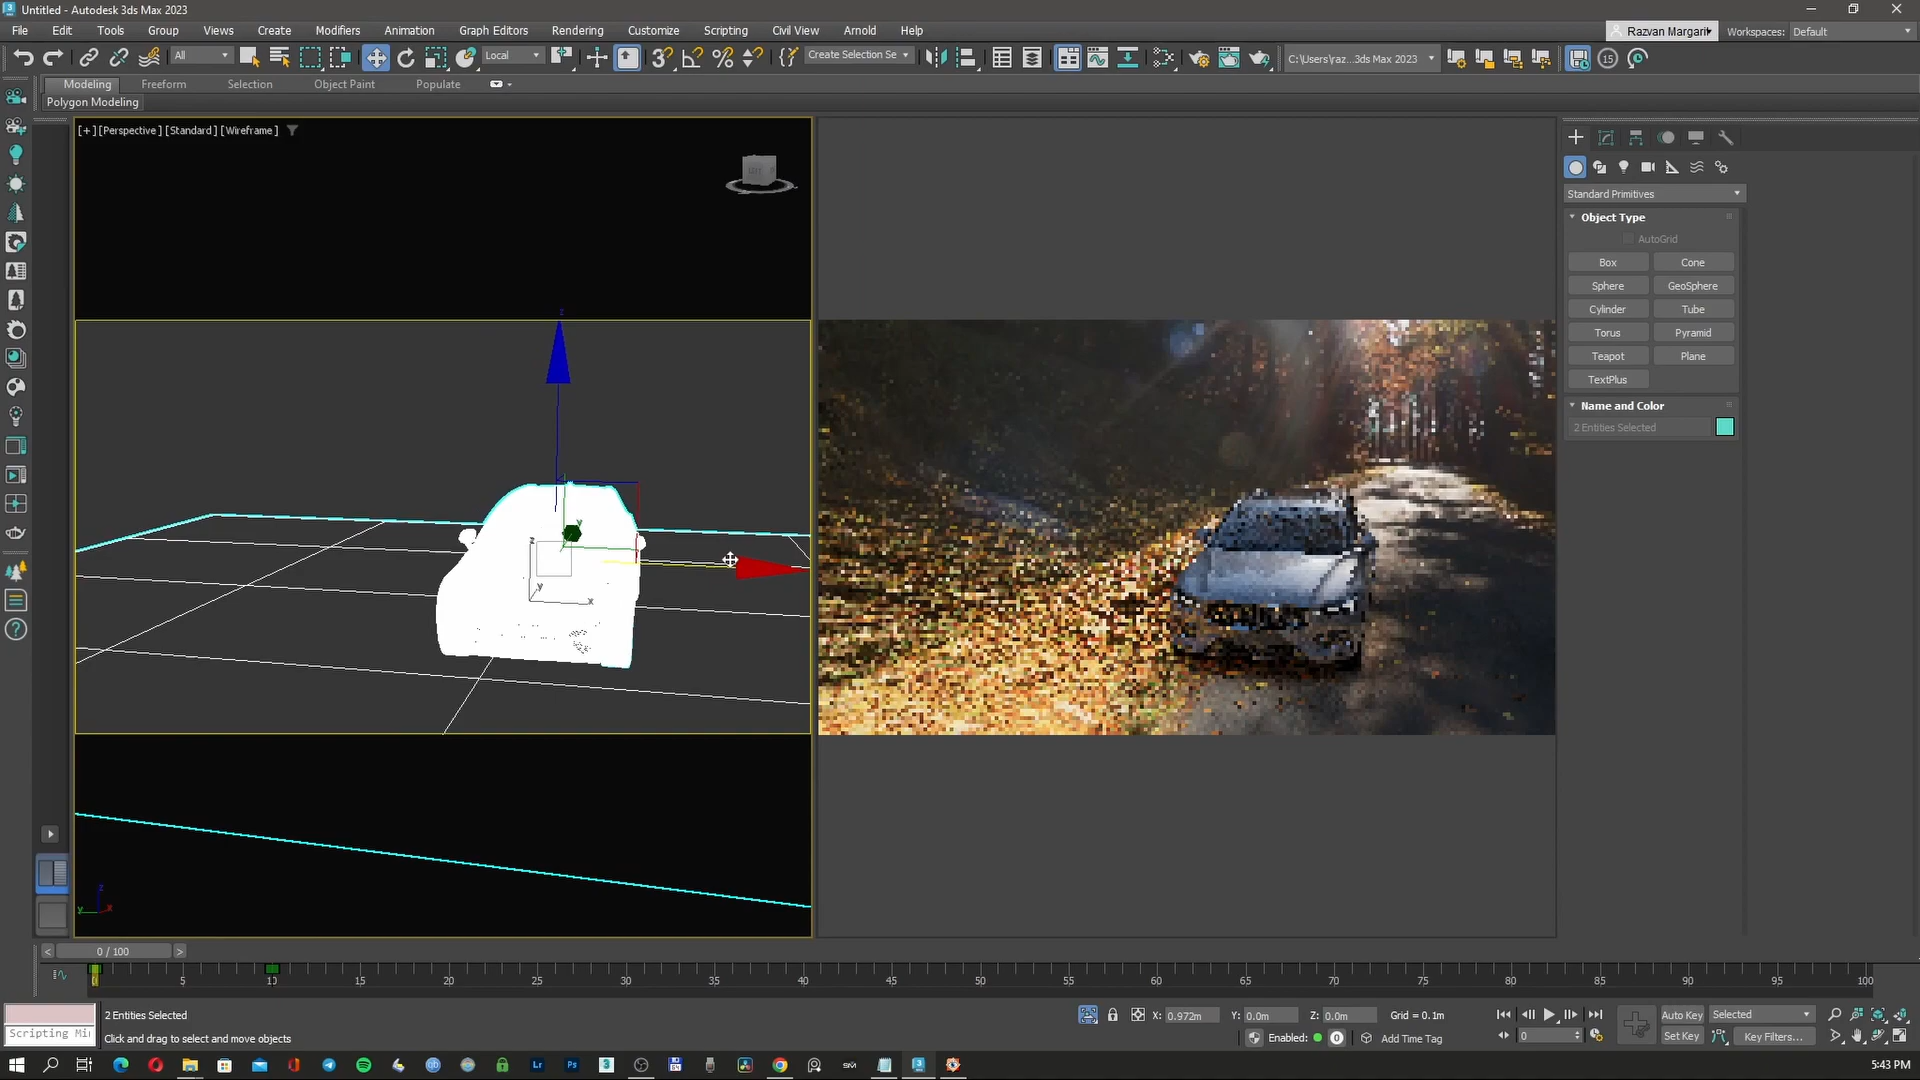 Untitled - Autodesk 3ds Max 2023
File Edit Tools Group Views Create Modifiers Animation Graph Editors Rendering Customize Scripting Civil View Arnold Help
Razvan Margarit Workspaces: Default
All Local Create Selection Se C:\Users\raz...3ds Max 2023 15
Modeling Freeform Selection Object Paint Populate
Polygon Modeling
[+] [Perspective] [Standard] [Wireframe]
Standard Primitives
Object Type
AutoGrid
Box Cone
Sphere GeoSphere
Cylinder Tube
Torus Pyramid
Teapot Plane
TextPlus
Name and Color
2 Entities Selected
z
y
z
y
x
z
y x
< 0 / 100 >
0 5 10 15 20 25 30 35 40 45 50 55 60 65 70 75 80 85 90 95 100
2 Entities Selected
X: 0.972m Y: 0.0m Z: 0.0m Grid = 0.1m
Auto Key Selected
Scripting Mi
Click and drag to select and move objects
Enabled: 0 Add Time Tag
0
Set Key Key Filters...
5:43 PM